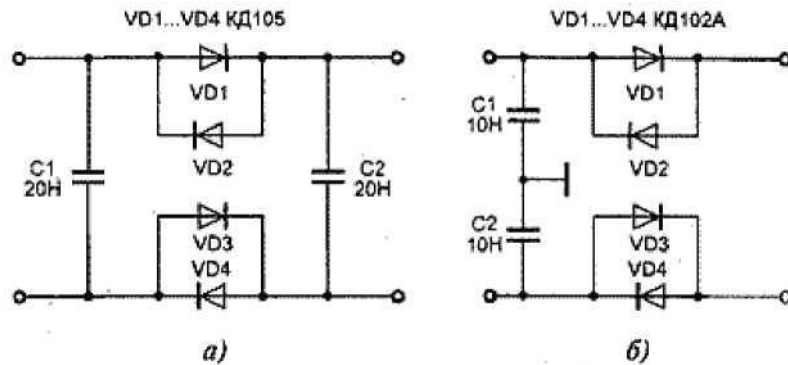 VD1...VD4 КД105
VD1
VD2
C1
20Н
C2
20Н
VD3
VD4
а)
VD1...VD4 КД102А
C1
10Н
VD1
VD2
C2
10Н
VD3
VD4
б)